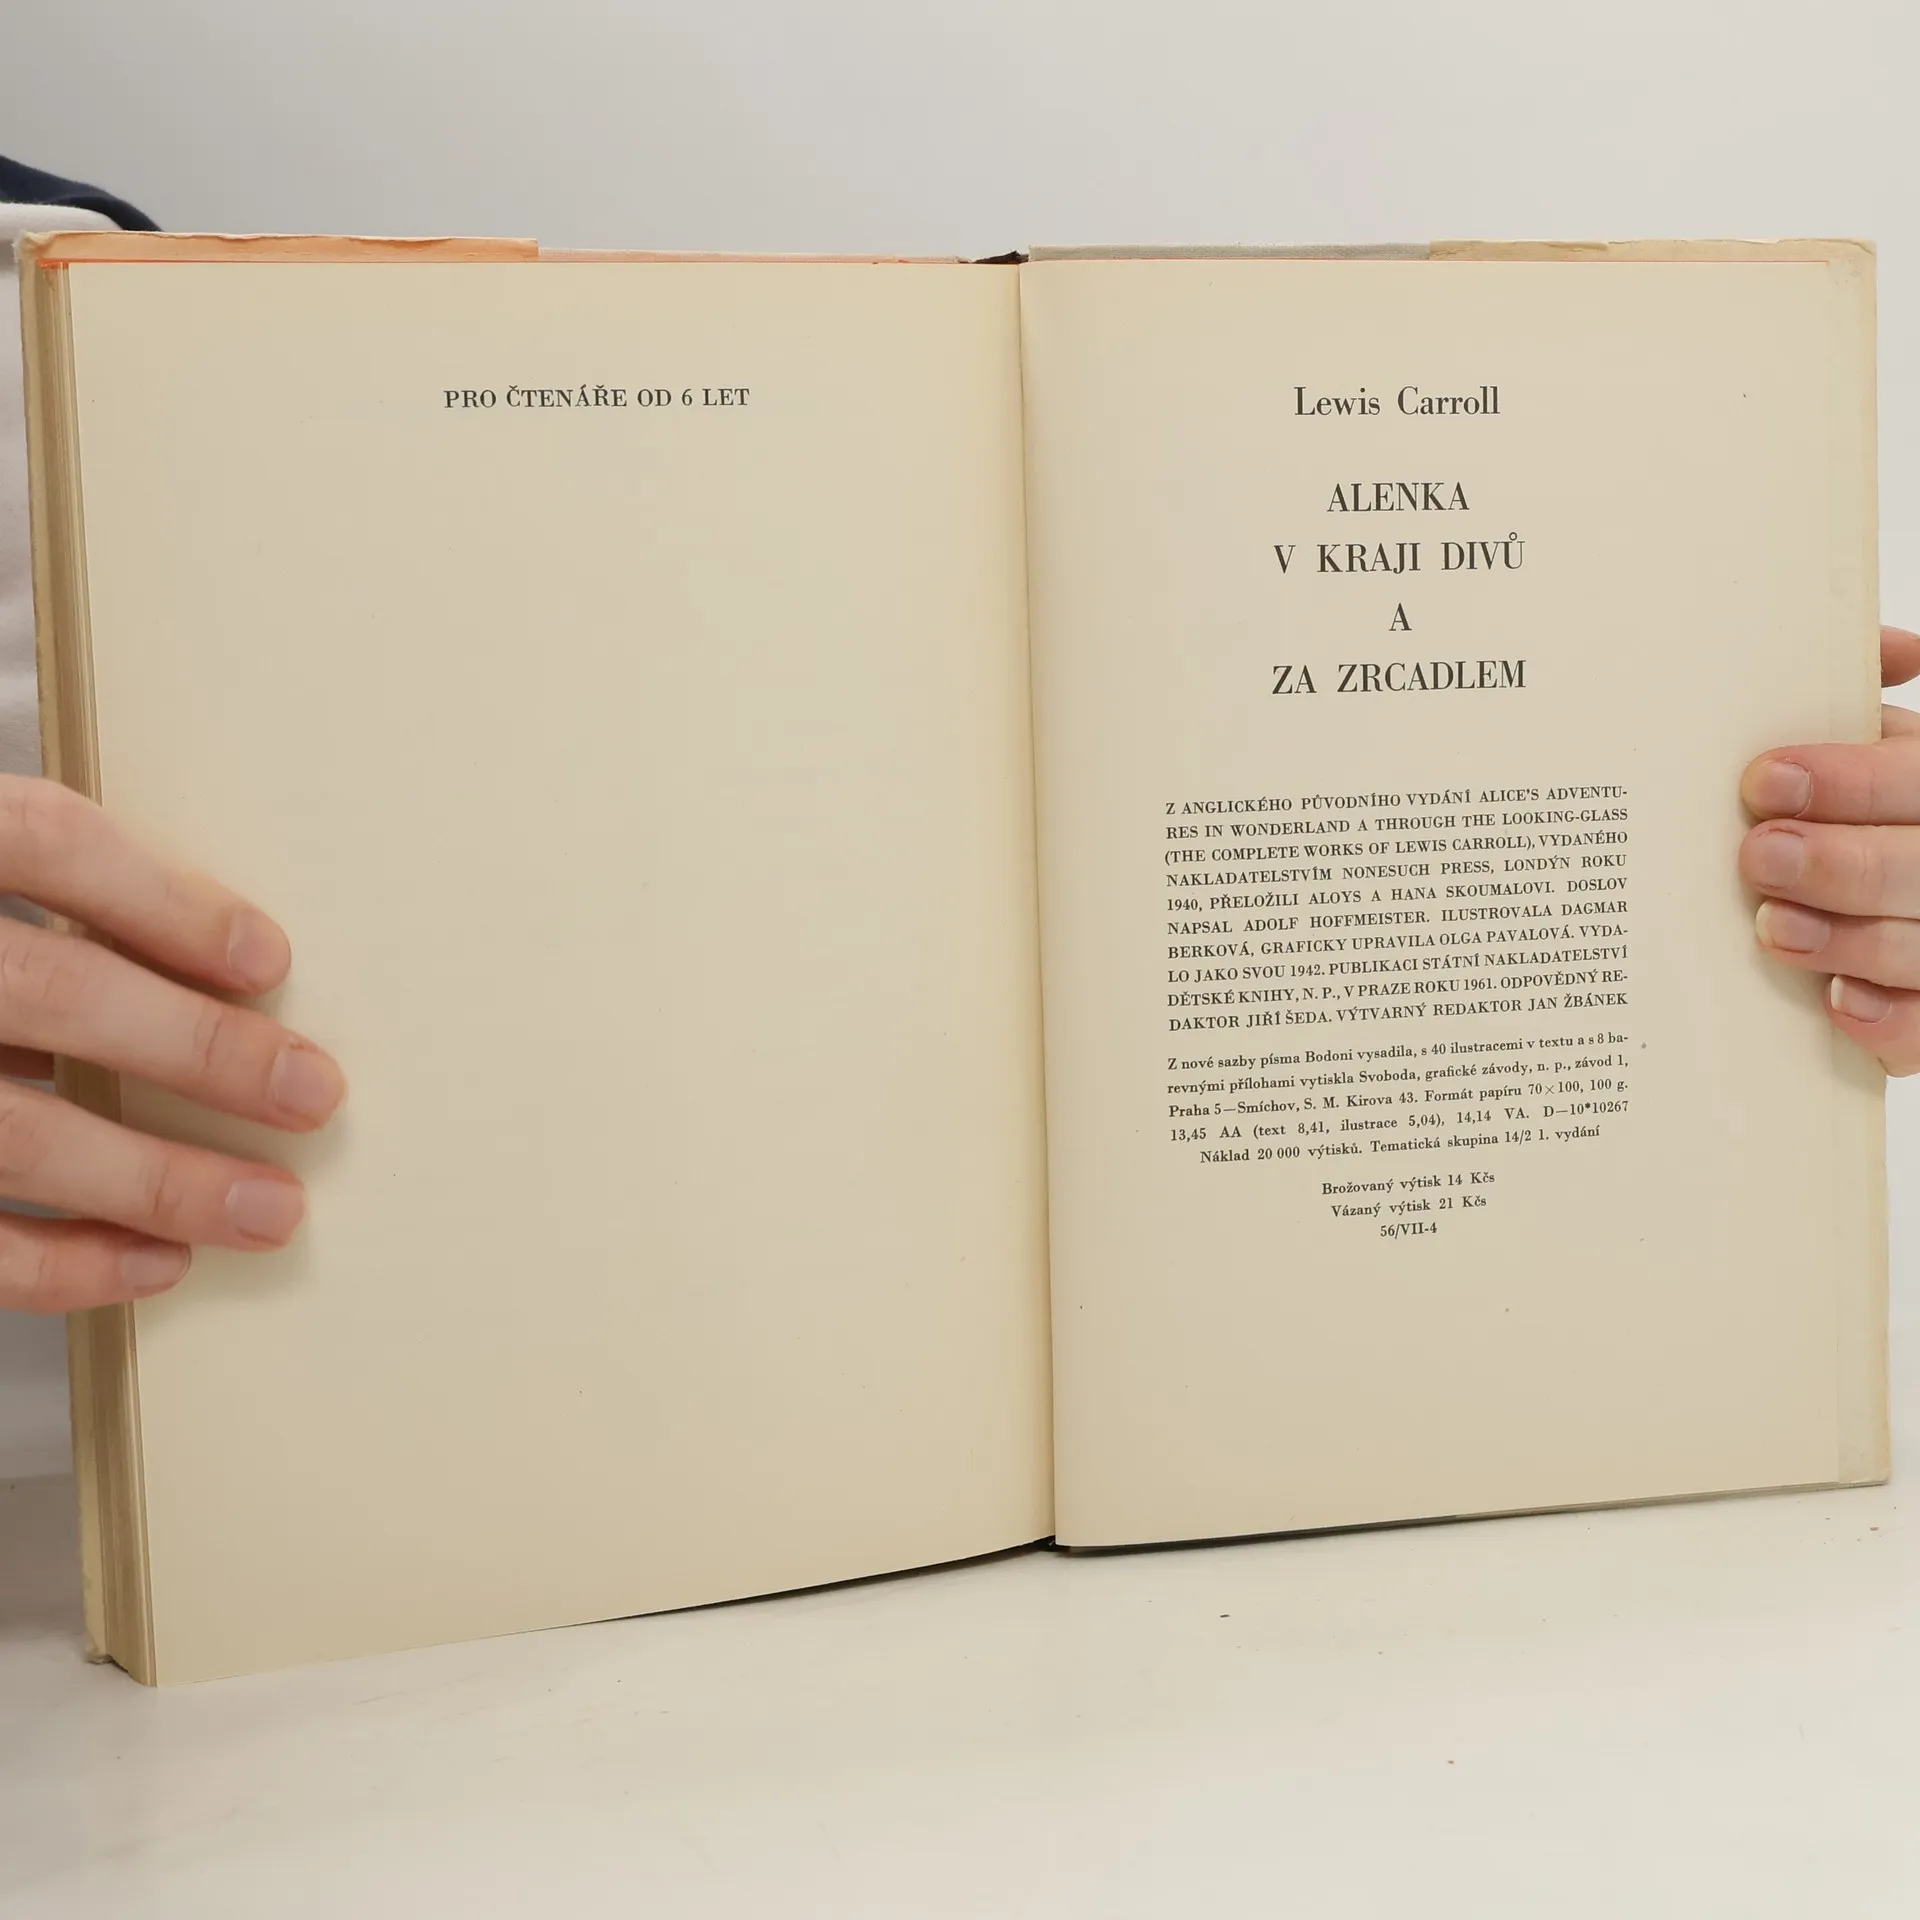 PRO ČTENÁŘE OD 6 LET
Lewis Carroll
ALENKA
V KRAJI DIVŮ
A
ZA ZRCADLEM
Z ANGLICKÉHO PŮVODNÍHO VYDÁNÍ ALICE'S ADVENTU-
RES IN WONDERLAND A THROUGH THE LOOKING-GLASS
(THE COMPLETE WORKS OF LEWIS CARROLL), VYDANÉHO
NAKLADATELSTVÍM NONESUCH PRESS, LONDÝN ROKU
1940, PŘELOŽILI ALOYS A HANA SKOUMALOVI. DOSLOV
NAPSAL ADOLF HOFFMEISTER. ILUSTROVALA DAGMAR
BERKOVÁ, GRAFICKY UPRAVILA OLGA PAVALOVÁ. VYDA-
LO JAKO SVOU 1942. PUBLIKACI STÁTNÍ NAKLADATELSTVÍ
DĚTSKÉ KNIHY, N. P., V PRAZE ROKU 1961. ODPOVĚDNÝ RE-
DAKTOR JIŘÍ ŠEDA. VÝTVARNÝ REDAKTOR JAN ŽBÁNEK
Z nové sazby písma Bodoni vysadila, s 40 ilustracemi v textu a s 8 ba-
revnými přílohami vytiskla Svoboda, grafické závody, n. p., závod 1,
Praha 5—Smíchov, S. M. Kirova 43. Formát papíru 70×100, 100 g.
13,45 AA (text 8,41, ilustrace 5,04), 14,14 VA. D—10*10267
Náklad 20 000 výtisků. Tematická skupina 14/2 1. vydání
Brožovaný výtisk 14 Kčs
Vázaný výtisk 21 Kčs
56/VII-4